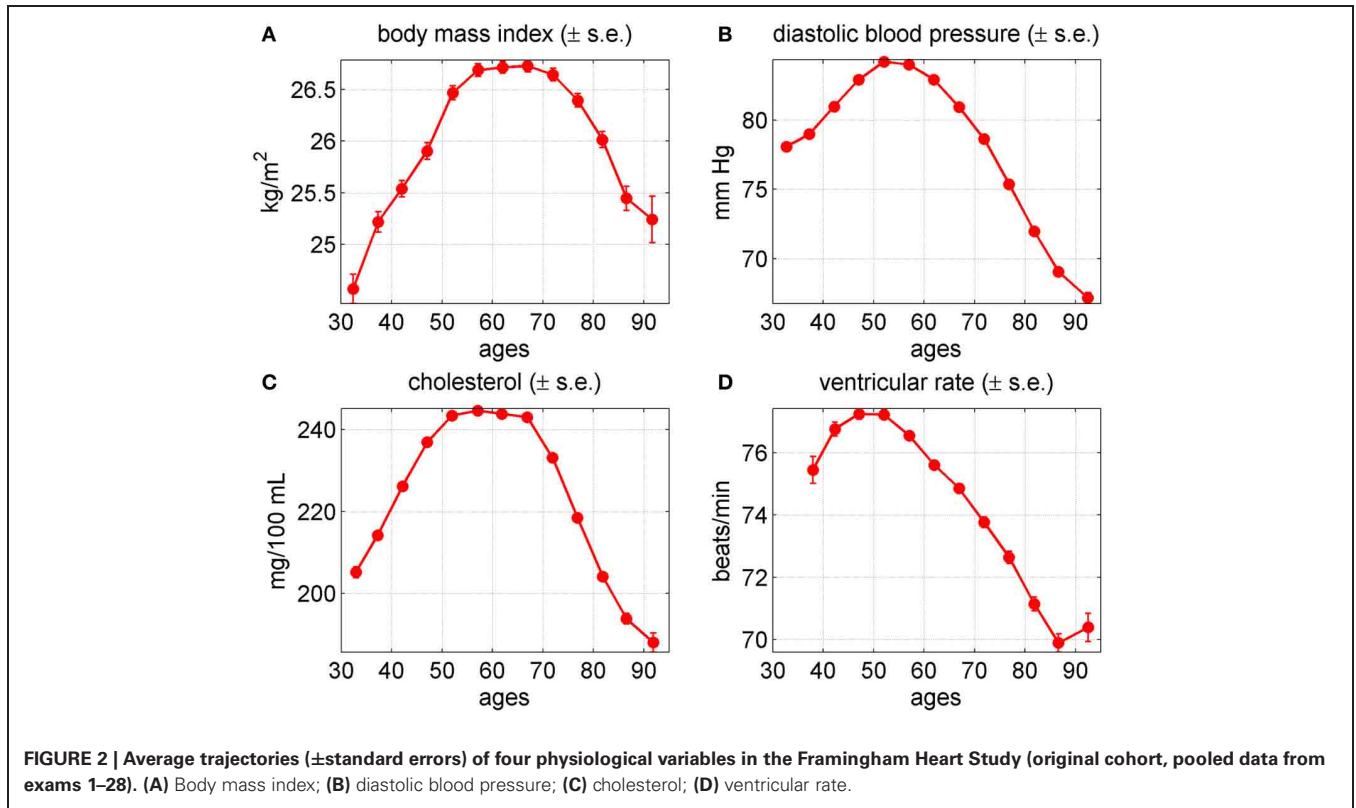 A
body mass index (± s.e.)
26.5
26
25.5
25
kg/m²
30 40 50 60 70 80 90
ages
B
diastolic blood pressure (± s.e.)
80
75
70
mm Hg
30 40 50 60 70 80 90
ages
C
cholesterol (± s.e.)
240
220
200
mg/100 mL
30 40 50 60 70 80 90
ages
D
ventricular rate (± s.e.)
76
74
72
70
beats/min
30 40 50 60 70 80 90
ages
FIGURE 2 | Average trajectories (±standard errors) of four physiological variables in the Framingham Heart Study (original cohort, pooled data from
exams 1–28). (A) Body mass index; (B) diastolic blood pressure; (C) cholesterol; (D) ventricular rate.